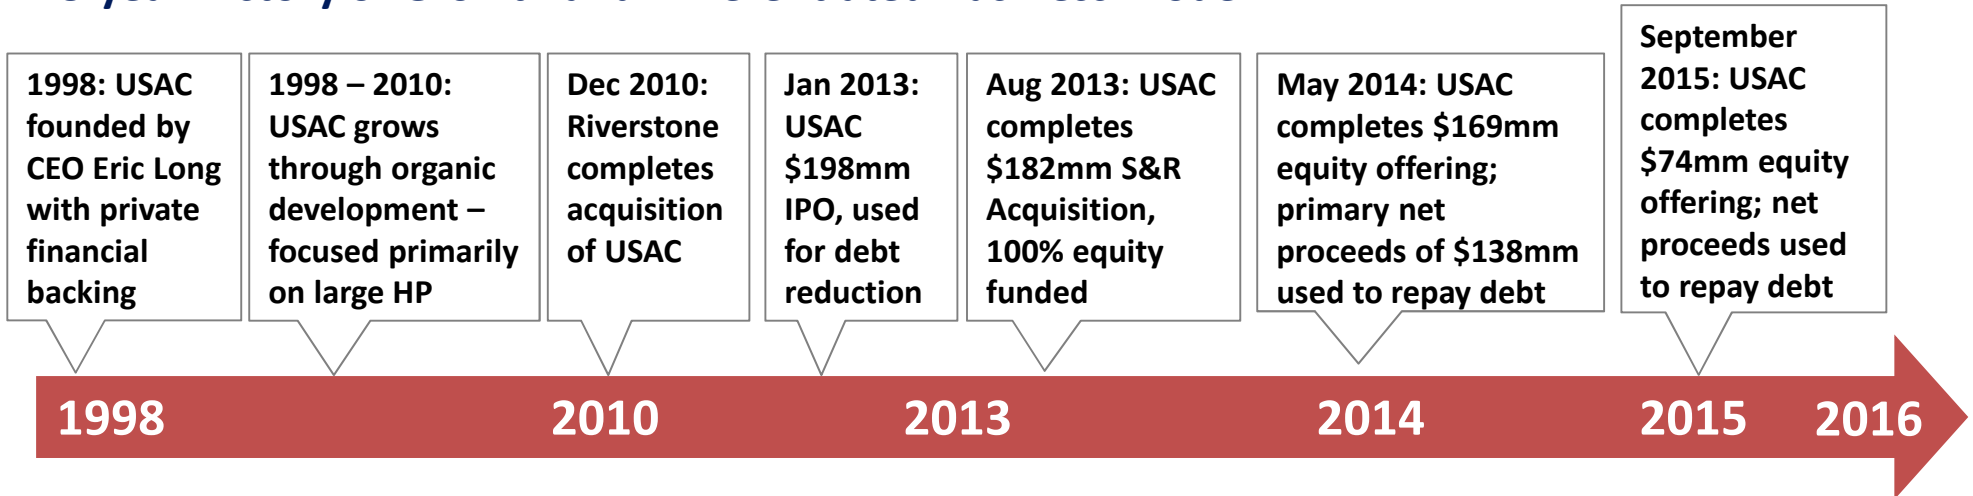 1998: USAC
founded by
CEO Eric Long
with private
financial
backing
1998 – 2010:
USAC grows
through organic
development –
focused primarily
on large HP
Dec 2010:
Riverstone
completes
acquisition
of USAC
Jan 2013:
USAC
$198mm
IPO, used
for debt
reduction
Aug 2013: USAC
completes
$182mm S&R
Acquisition,
100% equity
funded
May 2014: USAC
completes $169mm
equity offering;
primary net
proceeds of $138mm
used to repay debt
September
2015: USAC
completes
$74mm equity
offering; net
proceeds used
to repay debt
1998 2010 2013 2014 2015 2016